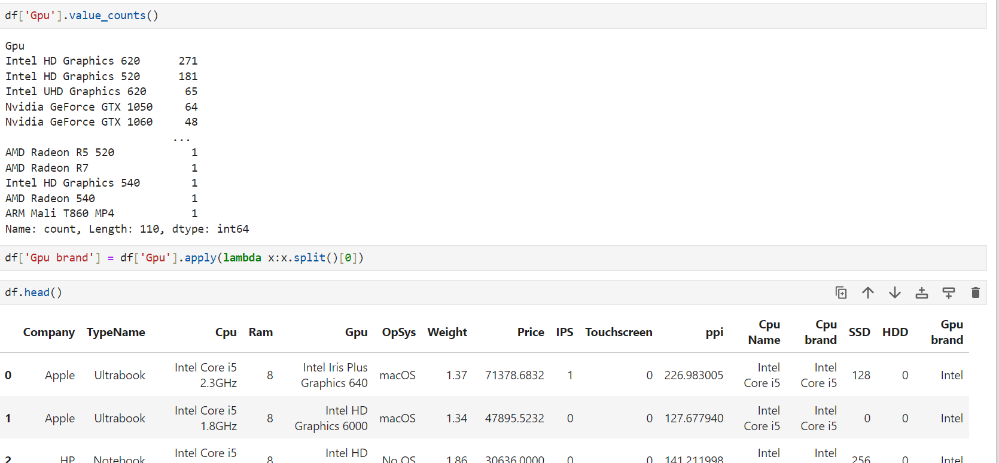 df['Gpu'].value_counts()
Gpu
Intel HD Graphics 620      271
Intel HD Graphics 520      181
Intel UHD Graphics 620      65
Nvidia GeForce GTX 1050     64
Nvidia GeForce GTX 1060     48
...
AMD Radeon R5 520            1
AMD Radeon R7                1
Intel HD Graphics 540        1
AMD Radeon 540               1
ARM Mali T860 MP4            1
Name: count, Length: 110, dtype: int64
df['Gpu brand'] = df['Gpu'].apply(lambda x:x.split()[0])
df.head()
Company TypeName Cpu Ram Gpu OpSys Weight Price IPS Touchscreen ppi Cpu Name Cpu brand SSD HDD Gpu brand
0 Apple Ultrabook Intel Core i5 2.3GHz 8 Intel Iris Plus Graphics 640 macOS 1.37 71378.6832 1 0 226.983005 Intel Core i5 Intel Core i5 128 0 Intel
1 Apple Ultrabook Intel Core i5 1.8GHz 8 Intel HD Graphics 6000 macOS 1.34 47895.5232 0 0 127.677940 Intel Core i5 Intel Core i5 0 0 Intel
2 HP Notebook Intel Core i5 8 Intel HD No OS 1.86 30636.0000 0 0 141.211998 Intel Intel 256 0 Intel